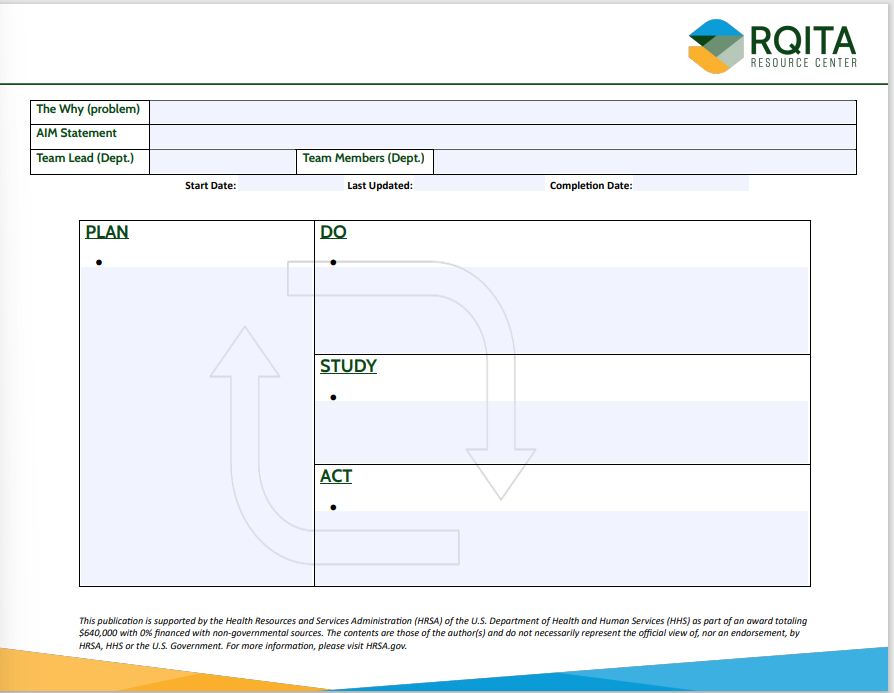 RQITA
RESOURCE CENTER
The Why (problem)
AIM Statement
Team Lead (Dept.) Team Members (Dept.)
Start Date: Last Updated: Completion Date:
PLAN
•
DO
•
STUDY
•
ACT
•
This publication is supported by the Health Resources and Services Administration (HRSA) of the U.S. Department of Health and Human Services (HHS) as part of an award totaling
$640,000 with 0% financed with non-governmental sources. The contents are those of the author(s) and do not necessarily represent the official view of, nor an endorsement, by
HRSA, HHS or the U.S. Government. For more information, please visit HRSA.gov.